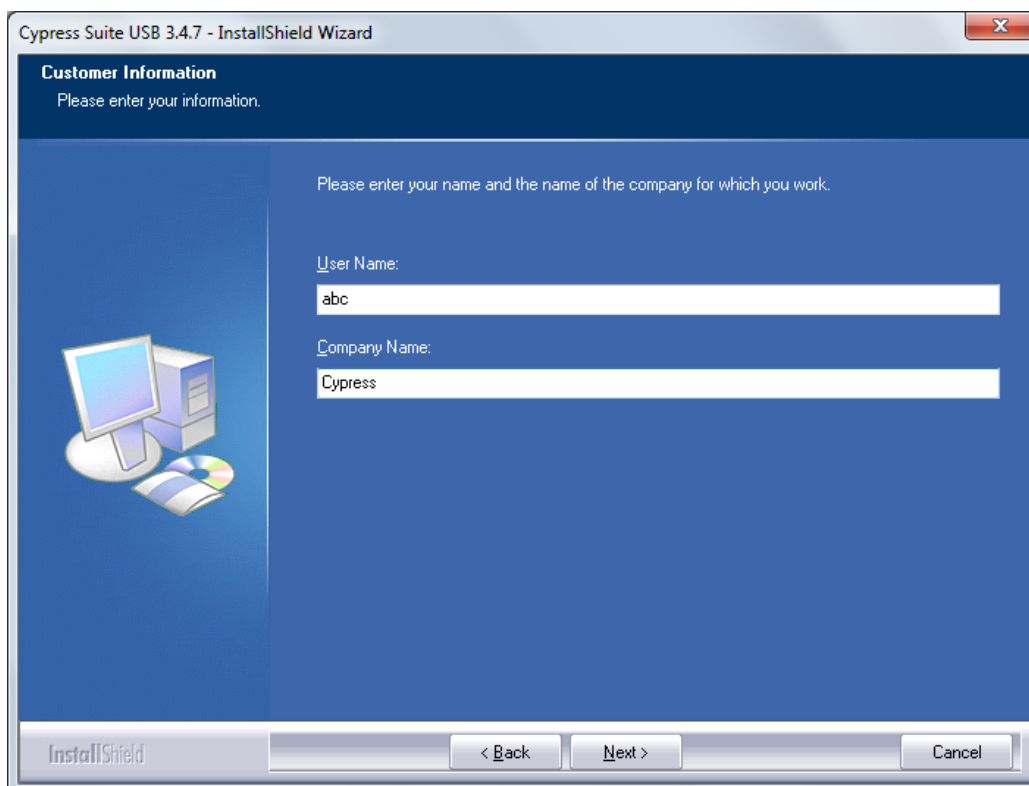 Cypress Suite USB 3.4.7 - InstallShield Wizard
Customer Information
Please enter your information.
Please enter your name and the name of the company for which you work.
User Name:
abc
Company Name:
Cypress
InstallShield
< Back
Next >
Cancel